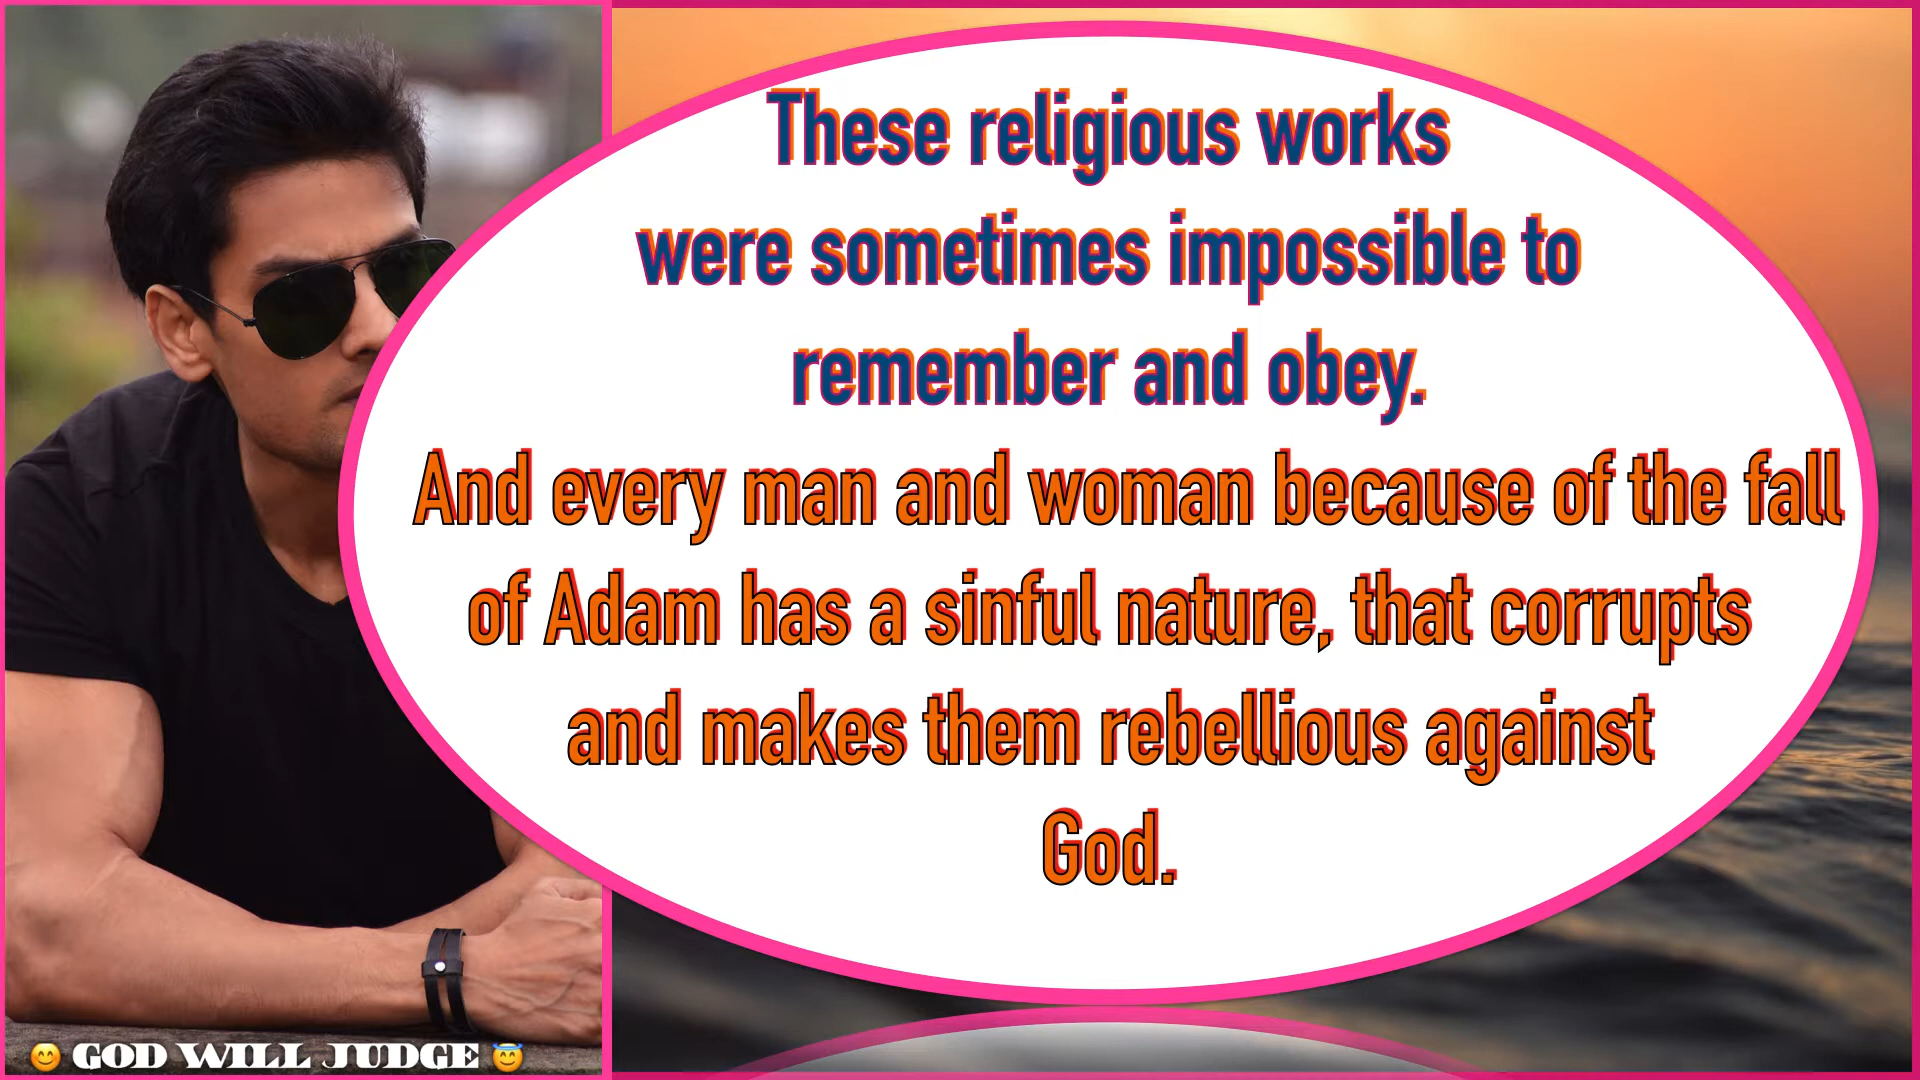 These religious works
were sometimes impossible to
remember and obey.
And every man and woman because of the fall
of Adam has a sinful nature, that corrupts
and makes them rebellious against
God.
😊 GOD WILL JUDGE 😇